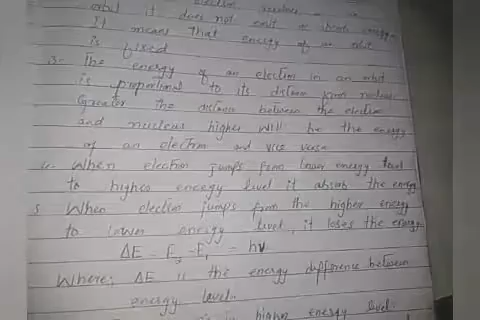 electron
orbit it does not emit or absorb energy.
It means that energy of an orbit
is fixed
3- The energy of an electron in an orbit
is proportional to its distance from nucleus.
Greater the distance between the electron
and nucleus higher will be the energy
of an electron and vice versa
4- When electron jumps from lower energy level
to higher energy level it absorb the energy
5 When electron jumps from the higher energy
to lower energy level, it loses the energy.
ΔE = E₂ - E₁ = hν
Where; ΔE is the energy difference between
energy level.
in higher energy level.